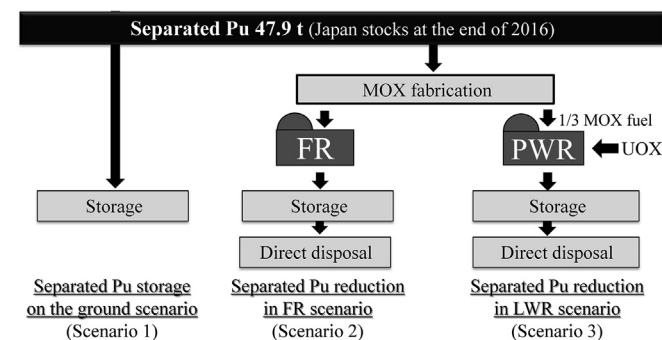 Separated Pu 47.9 t (Japan stocks at the end of 2016)
MOX fabrication
1/3 MOX fuel
FR
PWR
UOX
Storage
Storage
Storage
Direct disposal
Direct disposal
Separated Pu storage
on the ground scenario
(Scenario 1)
Separated Pu reduction
in FR scenario
(Scenario 2)
Separated Pu reduction
in LWR scenario
(Scenario 3)